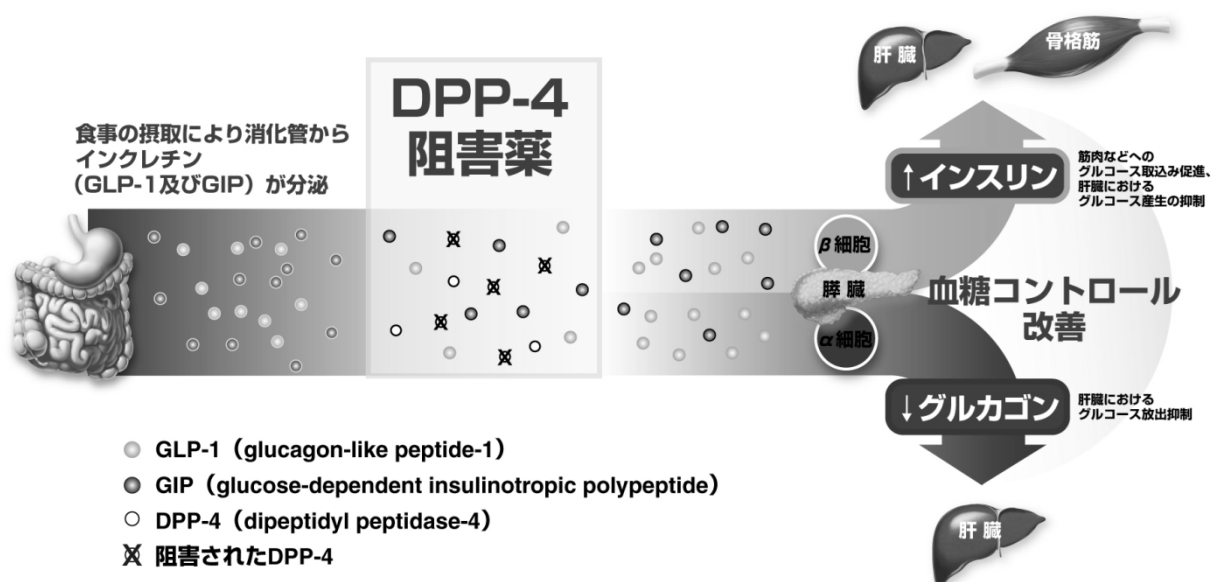 肝臓
骨格筋
DPP-4
阻害薬
食事の摂取により消化管から
インクレチン
（GLP-1及びGIP）が分泌
↑インスリン
筋肉などへの
グルコース取込み促進、
肝臓における
グルコース産生の抑制
β細胞
膵臓
α細胞
血糖コントロール
改善
↓グルカゴン
肝臓における
グルコース放出抑制
GLP-1（glucagon-like peptide-1）
GIP（glucose-dependent insulinotropic polypeptide）
DPP-4（dipeptidyl peptidase-4）
阻害されたDPP-4
肝臓